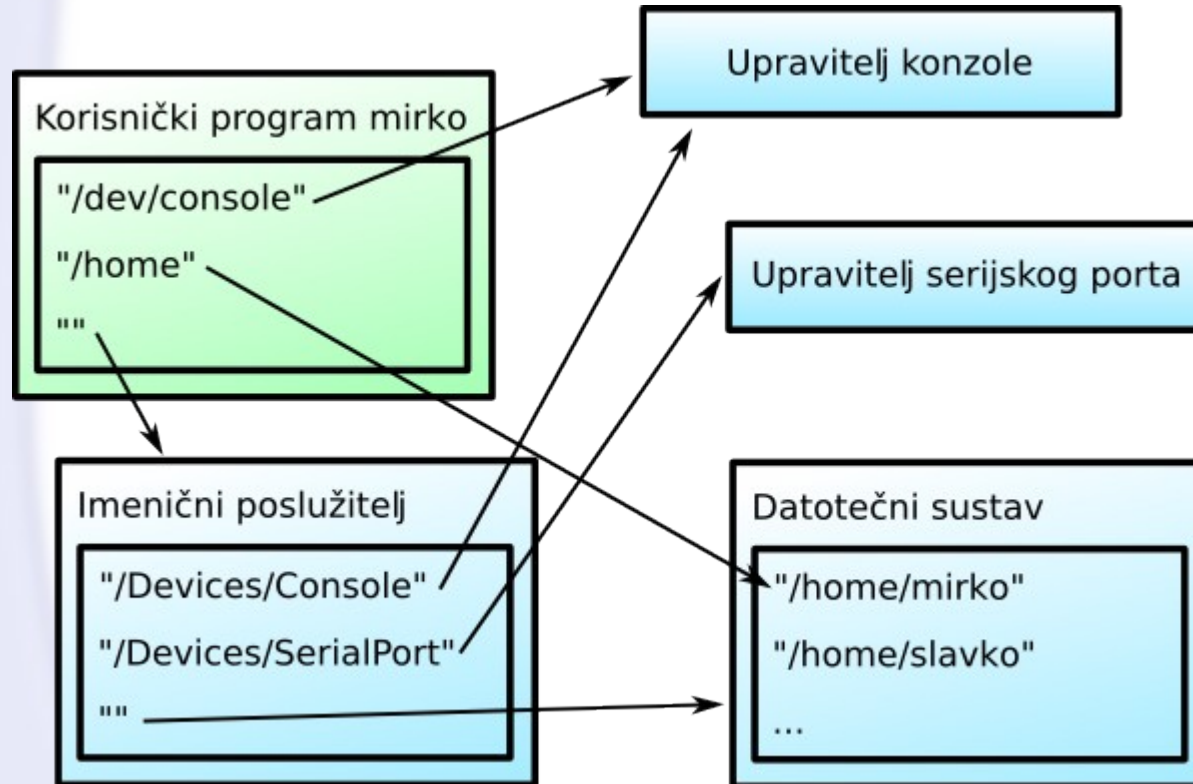 Upravitelj konzole
Korisnički program mirko
"/dev/console"
"/home"
""
Upravitelj serijskog porta
Imenični poslužitelj
"/Devices/Console"
"/Devices/SerialPort"
""
Datotečni sustav
"/home/mirko"
"/home/slavko"
...